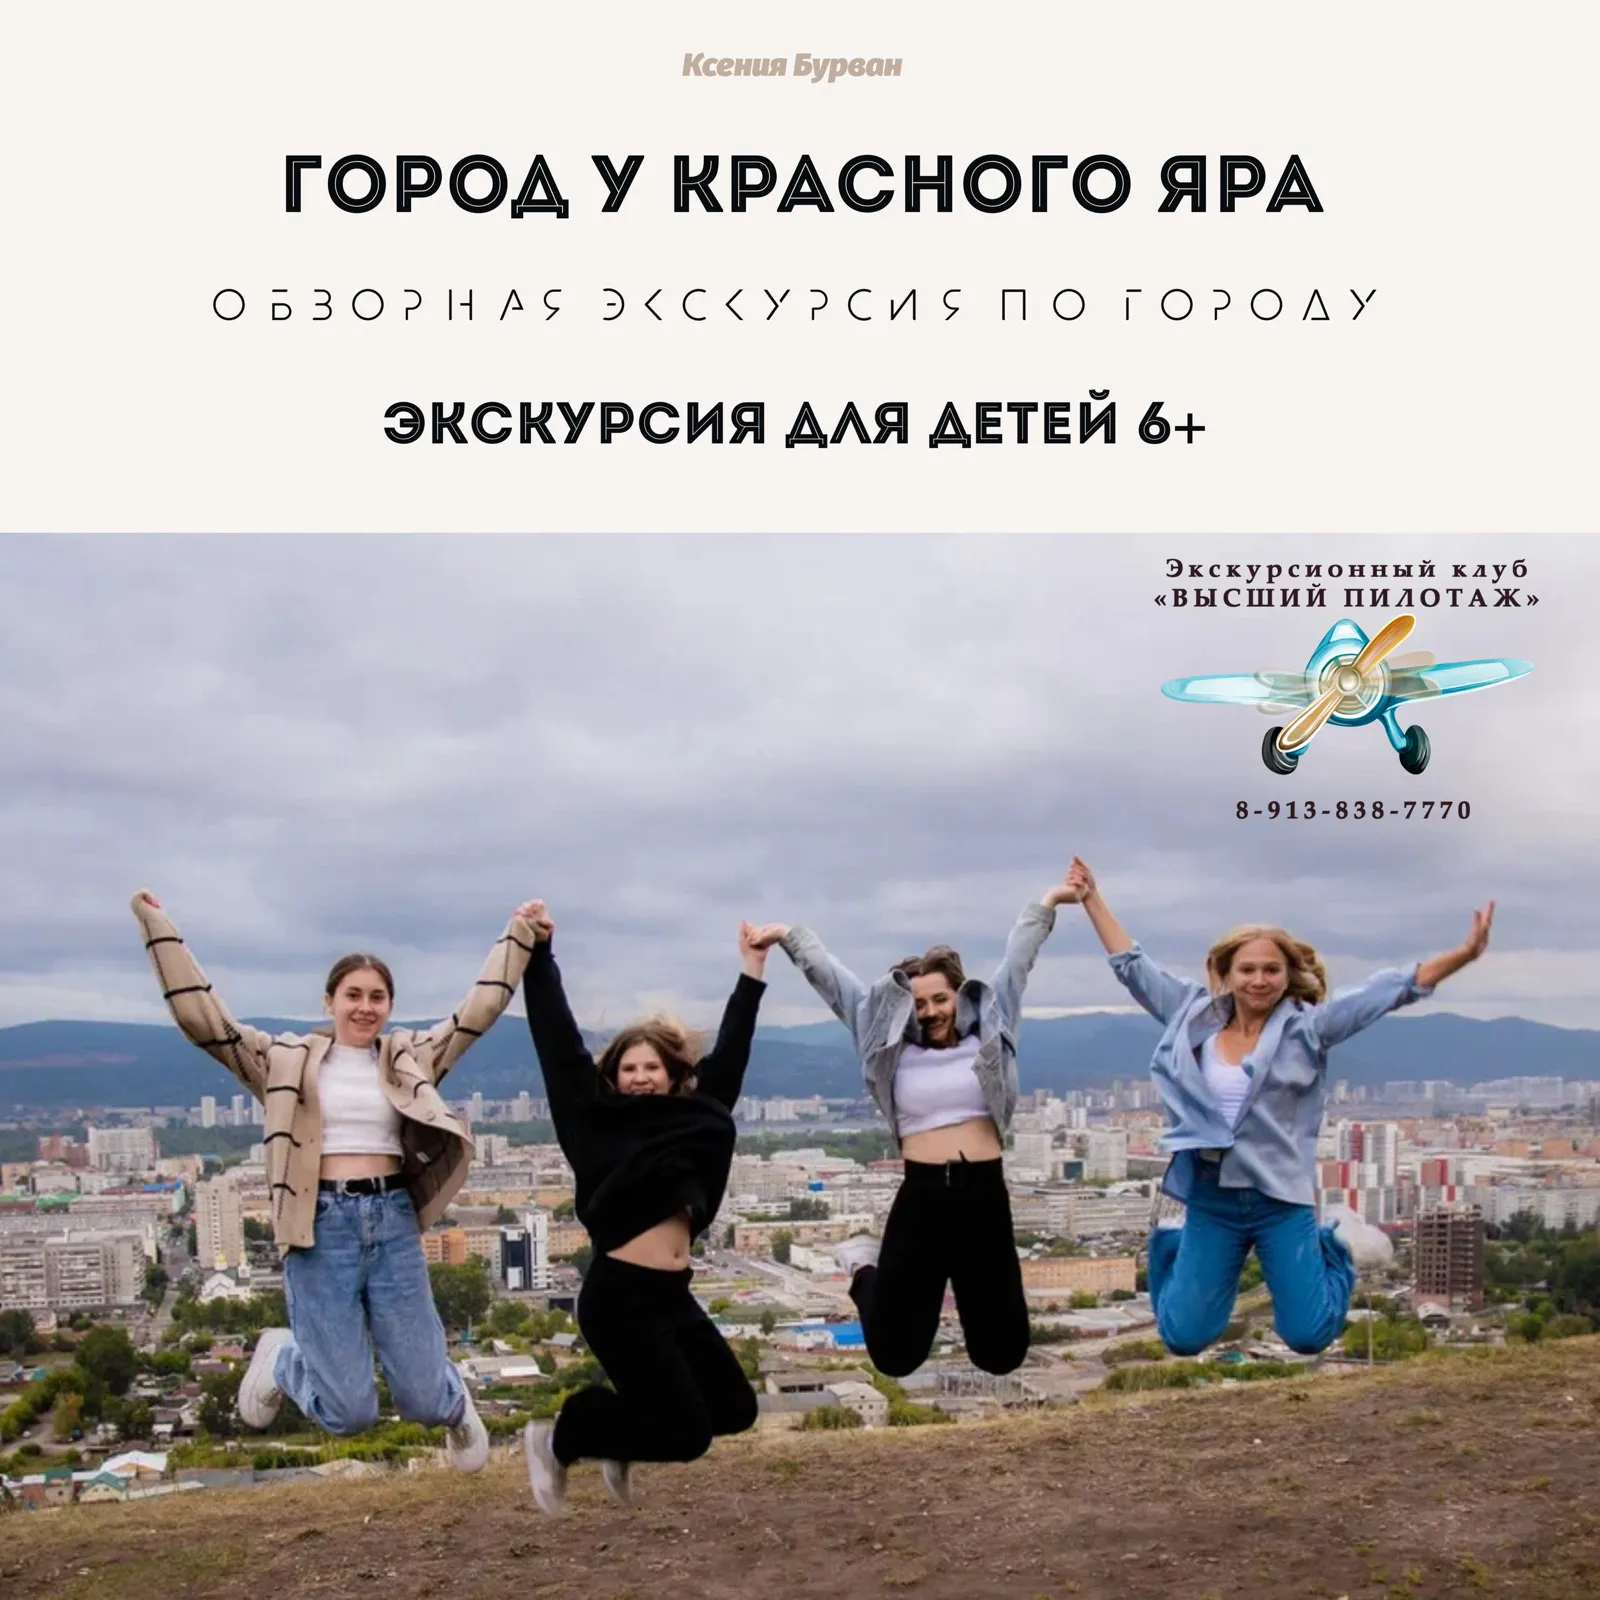 Ксения Бурван
ГОРОД У КРАСНОГО ЯРА
ОБЗОРНАЯ ЭКСКУРСИЯ ПО ГОРОДУ
ЭКСКУРСИЯ ДЛЯ ДЕТЕЙ 6+
Экскурсионный клуб
«ВЫСШИЙ ПИЛОТАЖ»
8-913-838-7770